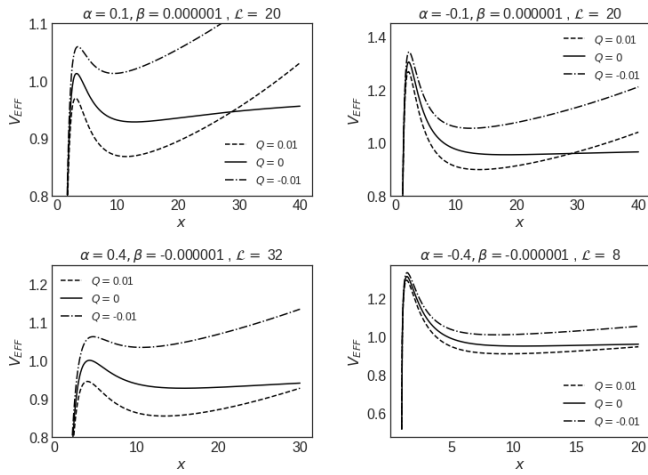 α = 0.1, β = 0.000001 , ℒ = 20
1.1
1.0
0.9
0.8
V_EFF
Q = 0.01
Q = 0
Q = -0.01
0 10 20 30 40
x
α = -0.1, β = 0.000001 , ℒ = 20
1.4
1.2
1.0
0.8
V_EFF
Q = 0.01
Q = 0
Q = -0.01
0 10 20 30 40
x
α = 0.4, β = -0.000001 , ℒ = 32
1.2
1.1
1.0
0.9
0.8
V_EFF
Q = 0.01
Q = 0
Q = -0.01
0 10 20 30
x
α = -0.4, β = -0.000001 , ℒ = 8
1.2
1.0
0.8
0.6
V_EFF
Q = 0.01
Q = 0
Q = -0.01
5 10 15 20
x